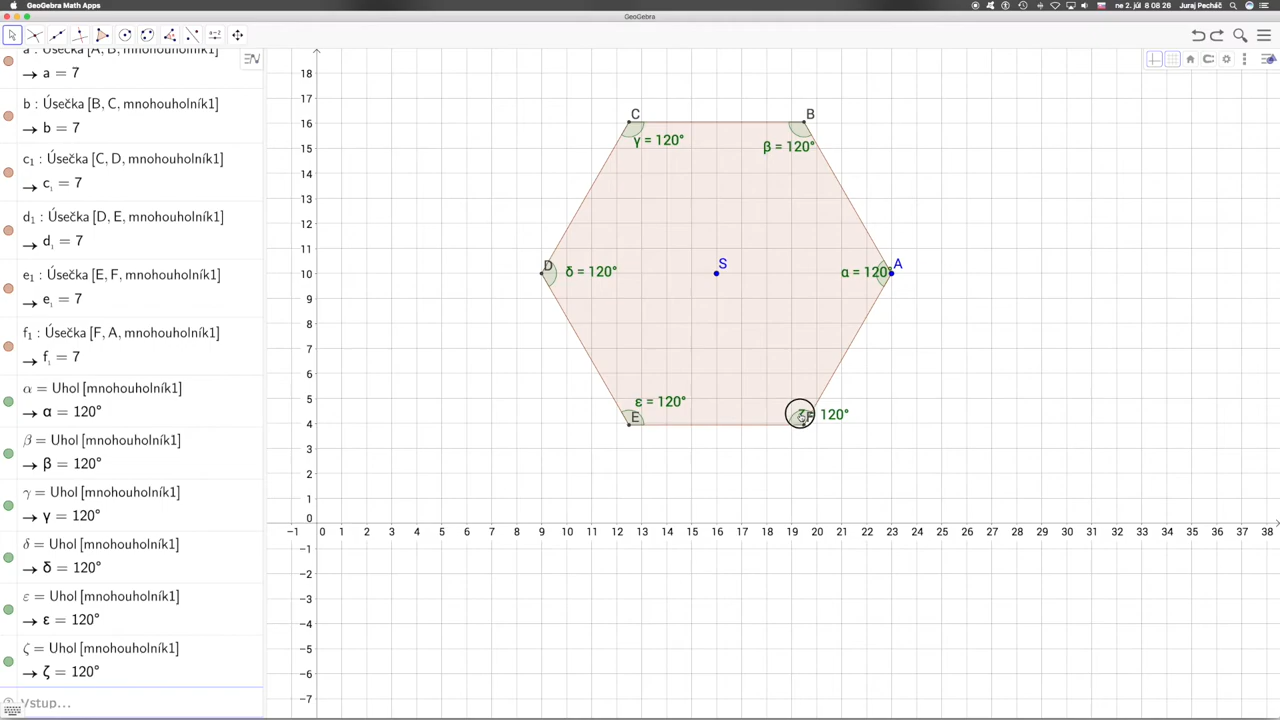 GeoGebra Math Apps
ne 2. júl 8 08 26
Juraj Pecháč
GeoGebra
a : Úsečka [A, B, mnohouholník1]
→ a = 7
b : Úsečka [B, C, mnohouholník1]
→ b = 7
c₁ : Úsečka [C, D, mnohouholník1]
→ c₁ = 7
d₁ : Úsečka [D, E, mnohouholník1]
→ d₁ = 7
e₁ : Úsečka [E, F, mnohouholník1]
→ e₁ = 7
f₁ : Úsečka [F, A, mnohouholník1]
→ f₁ = 7
α = Uhol [mnohouholník1]
→ α = 120°
β = Uhol [mnohouholník1]
→ β = 120°
γ = Uhol [mnohouholník1]
→ γ = 120°
δ = Uhol [mnohouholník1]
→ δ = 120°
ε = Uhol [mnohouholník1]
→ ε = 120°
ζ = Uhol [mnohouholník1]
→ ζ = 120°
Vstup...
C
B
γ = 120°
β = 120°
D
δ = 120°
S
α = 120°
A
ε = 120°
E
F
120°
18
17
16
15
14
13
12
11
10
9
8
7
6
5
4
3
2
1
0
−1
−2
−3
−4
−5
−6
−7
−1 0 1 2 3 4 5 6 7 8 9 10 11 12 13 14 15 16 17 18 19 20 21 22 23 24 25 26 27 28 29 30 31 32 33 34 35 36 37 38